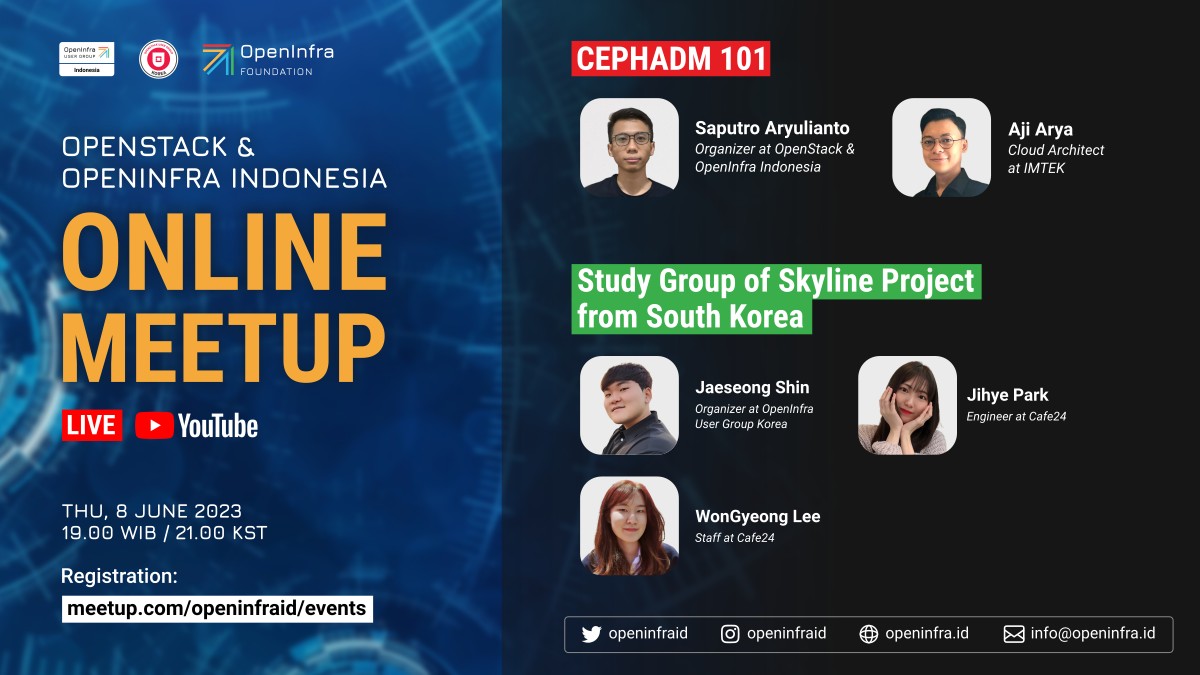 OpenInfra
USER GROUP
Indonesia
KOREA
OpenInfra
FOUNDATION
OPENSTACK &
OPENINFRA INDONESIA
ONLINE
MEETUP
LIVE YouTube
THU, 8 JUNE 2023
19.00 WIB / 21.00 KST
Registration:
meetup.com/openinfraid/events
CEPHADM 101
Saputro Aryulianto
Organizer at OpenStack &
OpenInfra Indonesia
Aji Arya
Cloud Architect
at IMTEK
Study Group of Skyline Project
from South Korea
Jaeseong Shin
Organizer at OpenInfra
User Group Korea
Jihye Park
Engineer at Cafe24
WonGyeong Lee
Staff at Cafe24
openinfraid openinfraid openinfra.id info@openinfra.id